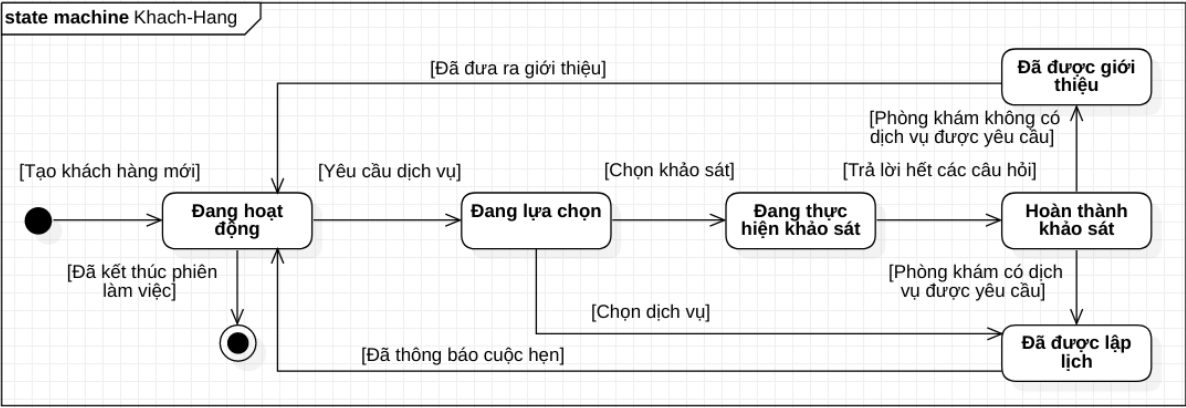 state machine Khach-Hang
Đã được giới
thiệu
[Đã đưa ra giới thiệu]
[Phòng khám không có
dịch vụ được yêu cầu]
[Tạo khách hàng mới]
[Yêu cầu dịch vụ]
[Chọn khảo sát]
[Trả lời hết các câu hỏi]
Đang hoạt
động
Đang lựa chọn
Đang thực
hiện khảo sát
Hoàn thành
khảo sát
[Đã kết thúc phiên
làm việc]
[Phòng khám có dịch
vụ được yêu cầu]
[Chọn dịch vụ]
Đã được lập
lịch
[Đã thông báo cuộc hẹn]